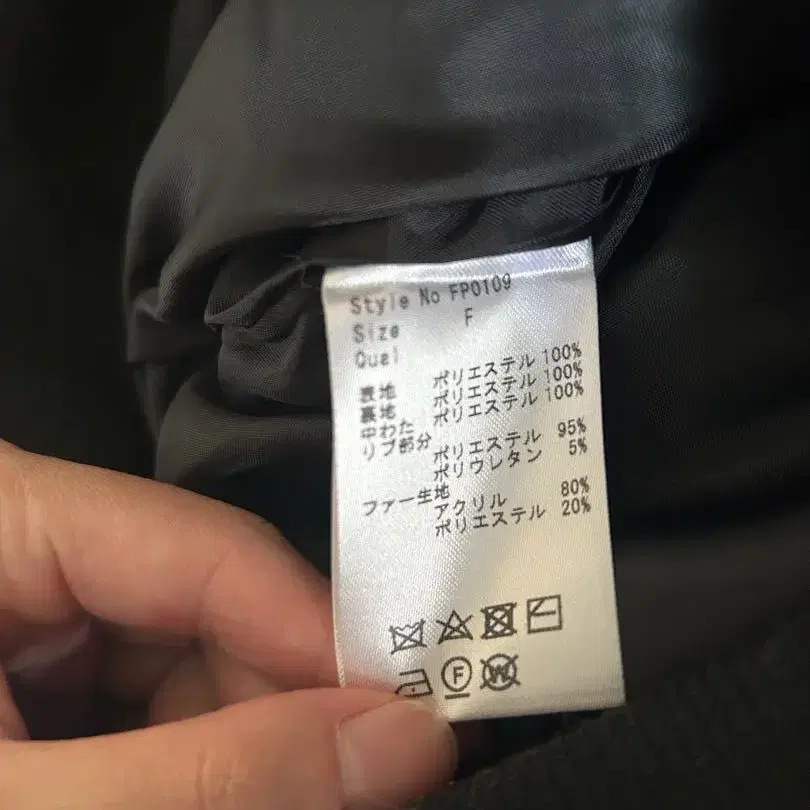 Style No FP0109
Size F
Qual
表地 ポリエステル 100%
裏地 ポリエステル 100%
中わた ポリエステル 100%
リブ部分
ポリエステル 95%
ポリウレタン 5%
ファー生地
アクリル 80%
ポリエステル 20%
F W